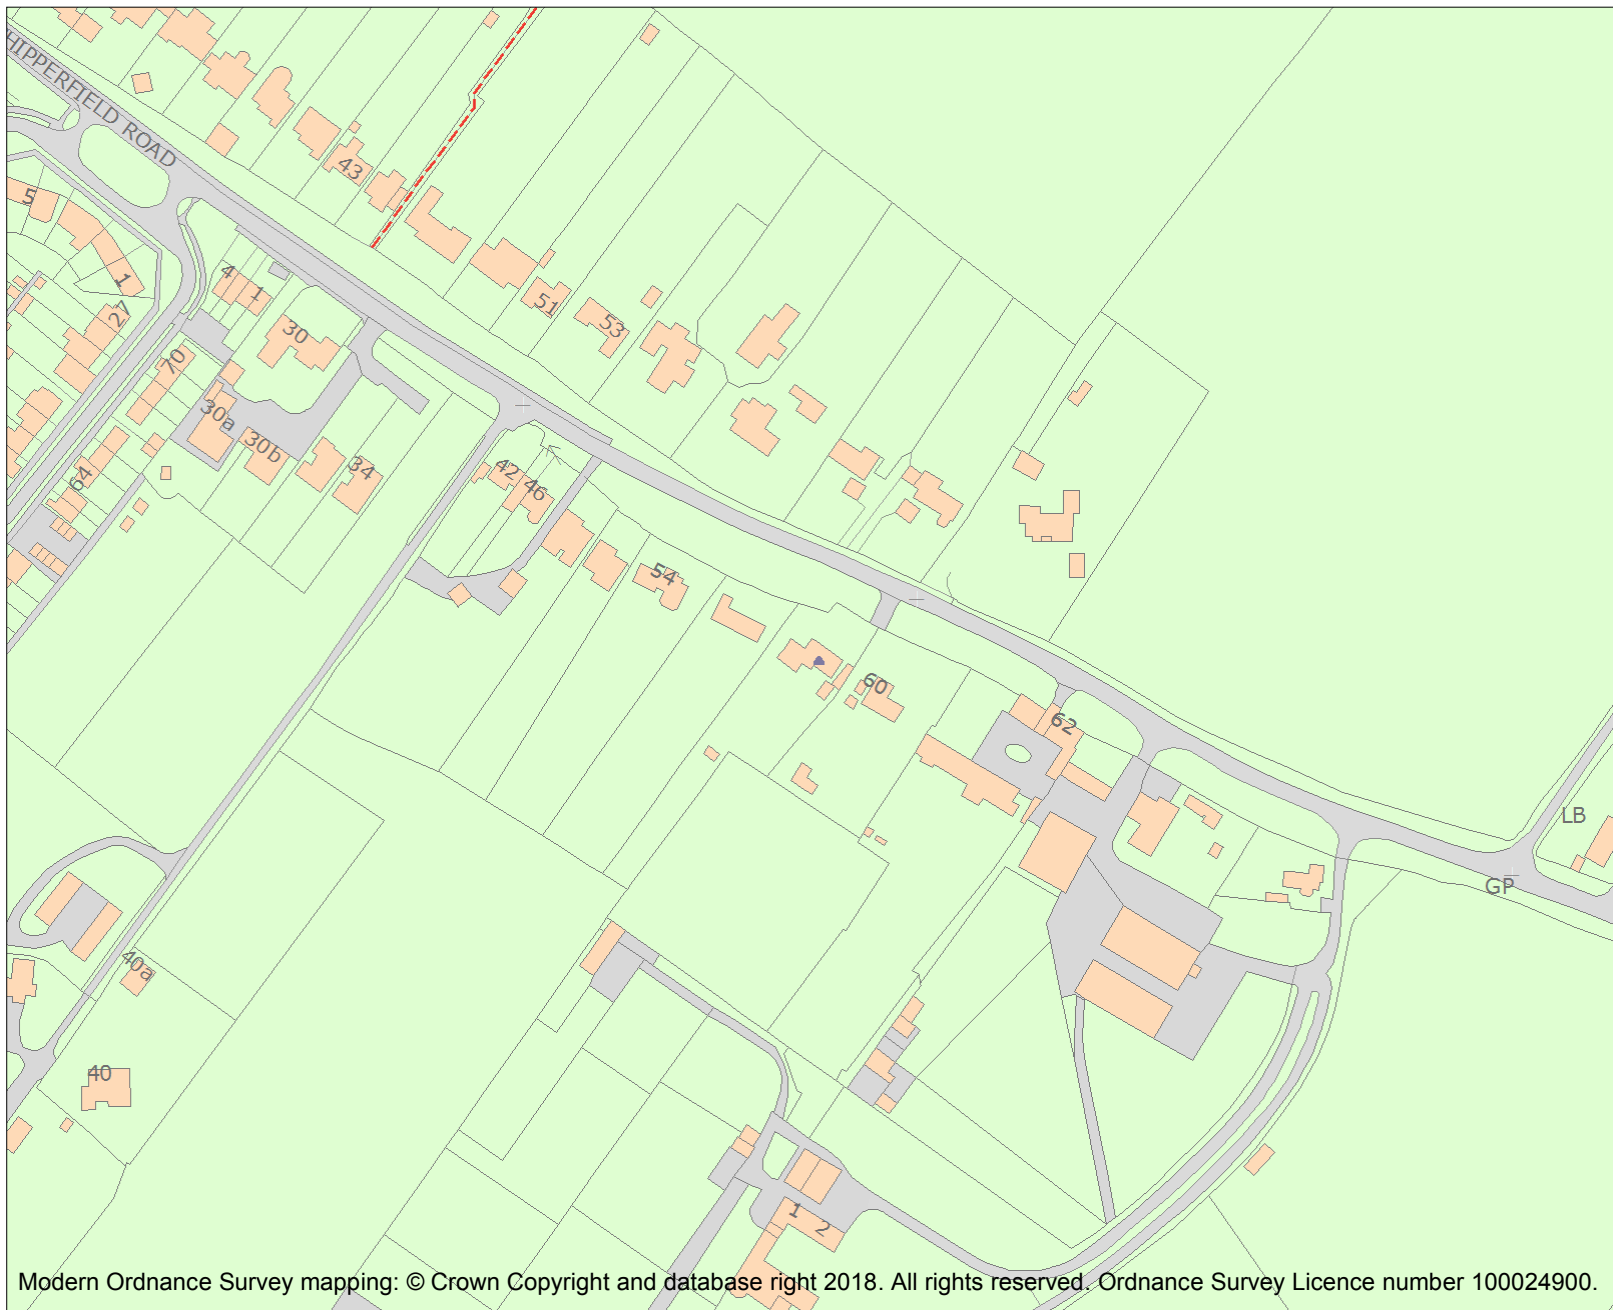 HIPPERFIELD ROAD
43
5
1
27
4
1
30
51
53
70
30a
30b
34
64
42
46
54
60
62
LB
GP
40a
40
1
2
Modern Ordnance Survey mapping: © Crown Copyright and database right 2018. All rights reserved. Ordnance Survey Licence number 100024900.